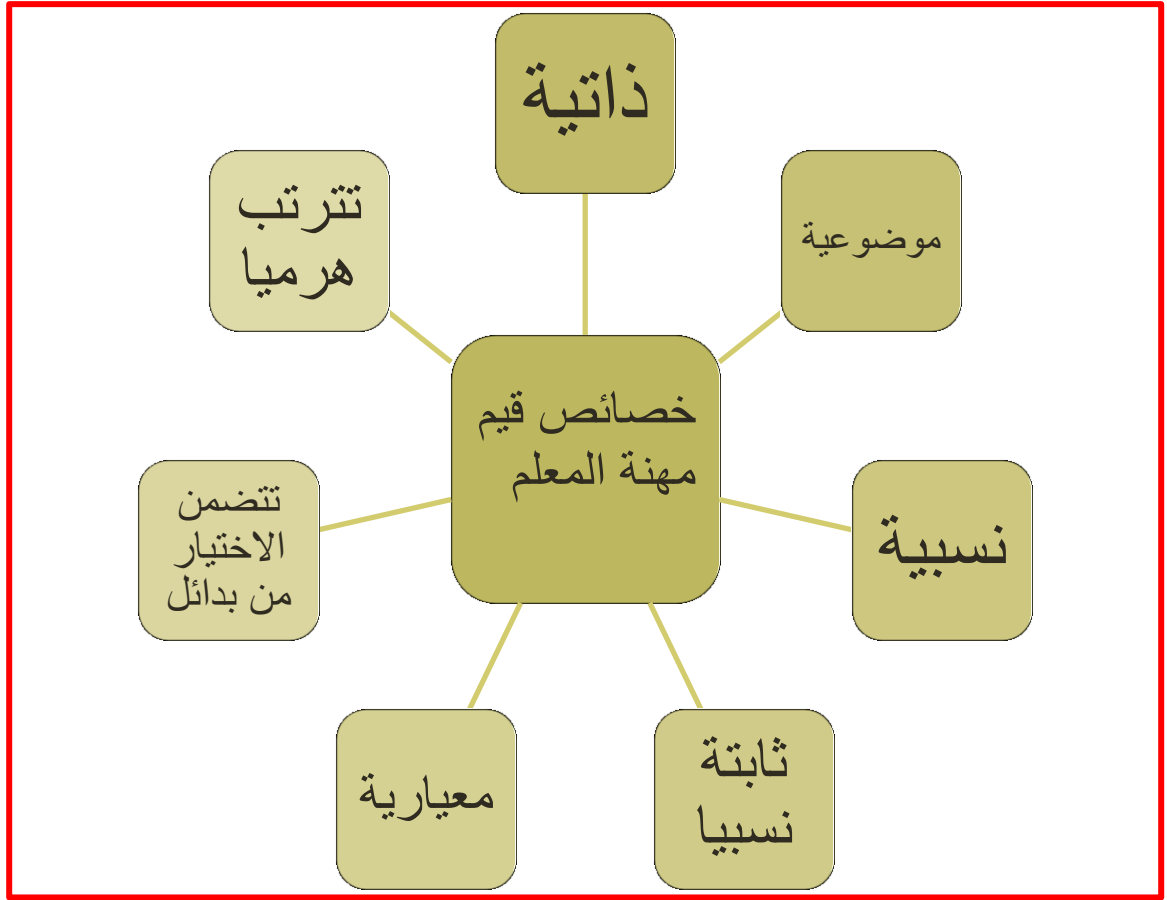 ذاتية
موضوعية
نسبية
ثابتة
نسبيا
معيارية
تتضمن
الاختيار
من بدائل
تترتب
هرميا
خصائص قيم
مهنة المعلم